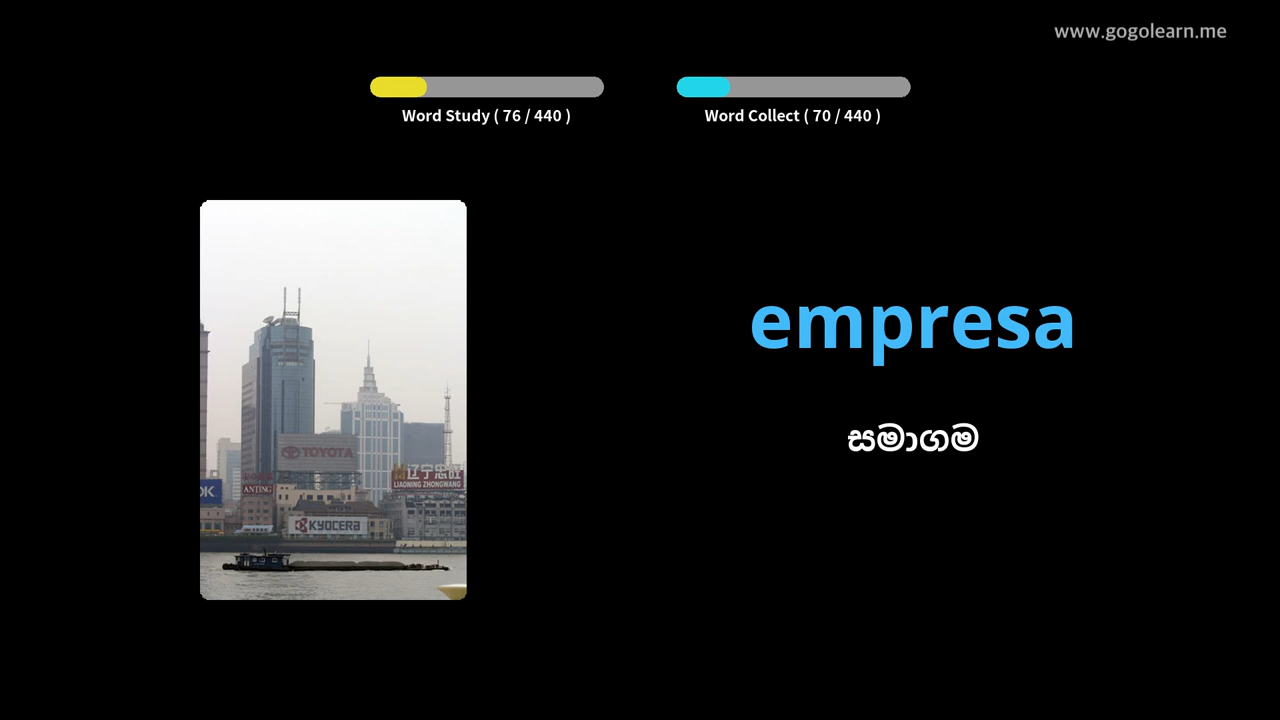 www.gogolearn.me
Word Study ( 76 / 440 )
Word Collect ( 70 / 440 )
empresa
සමාගම
TOYOTA
辽宁忠旺
LIAONING ZHONGWANG
OK
ANTING
KYOCERA